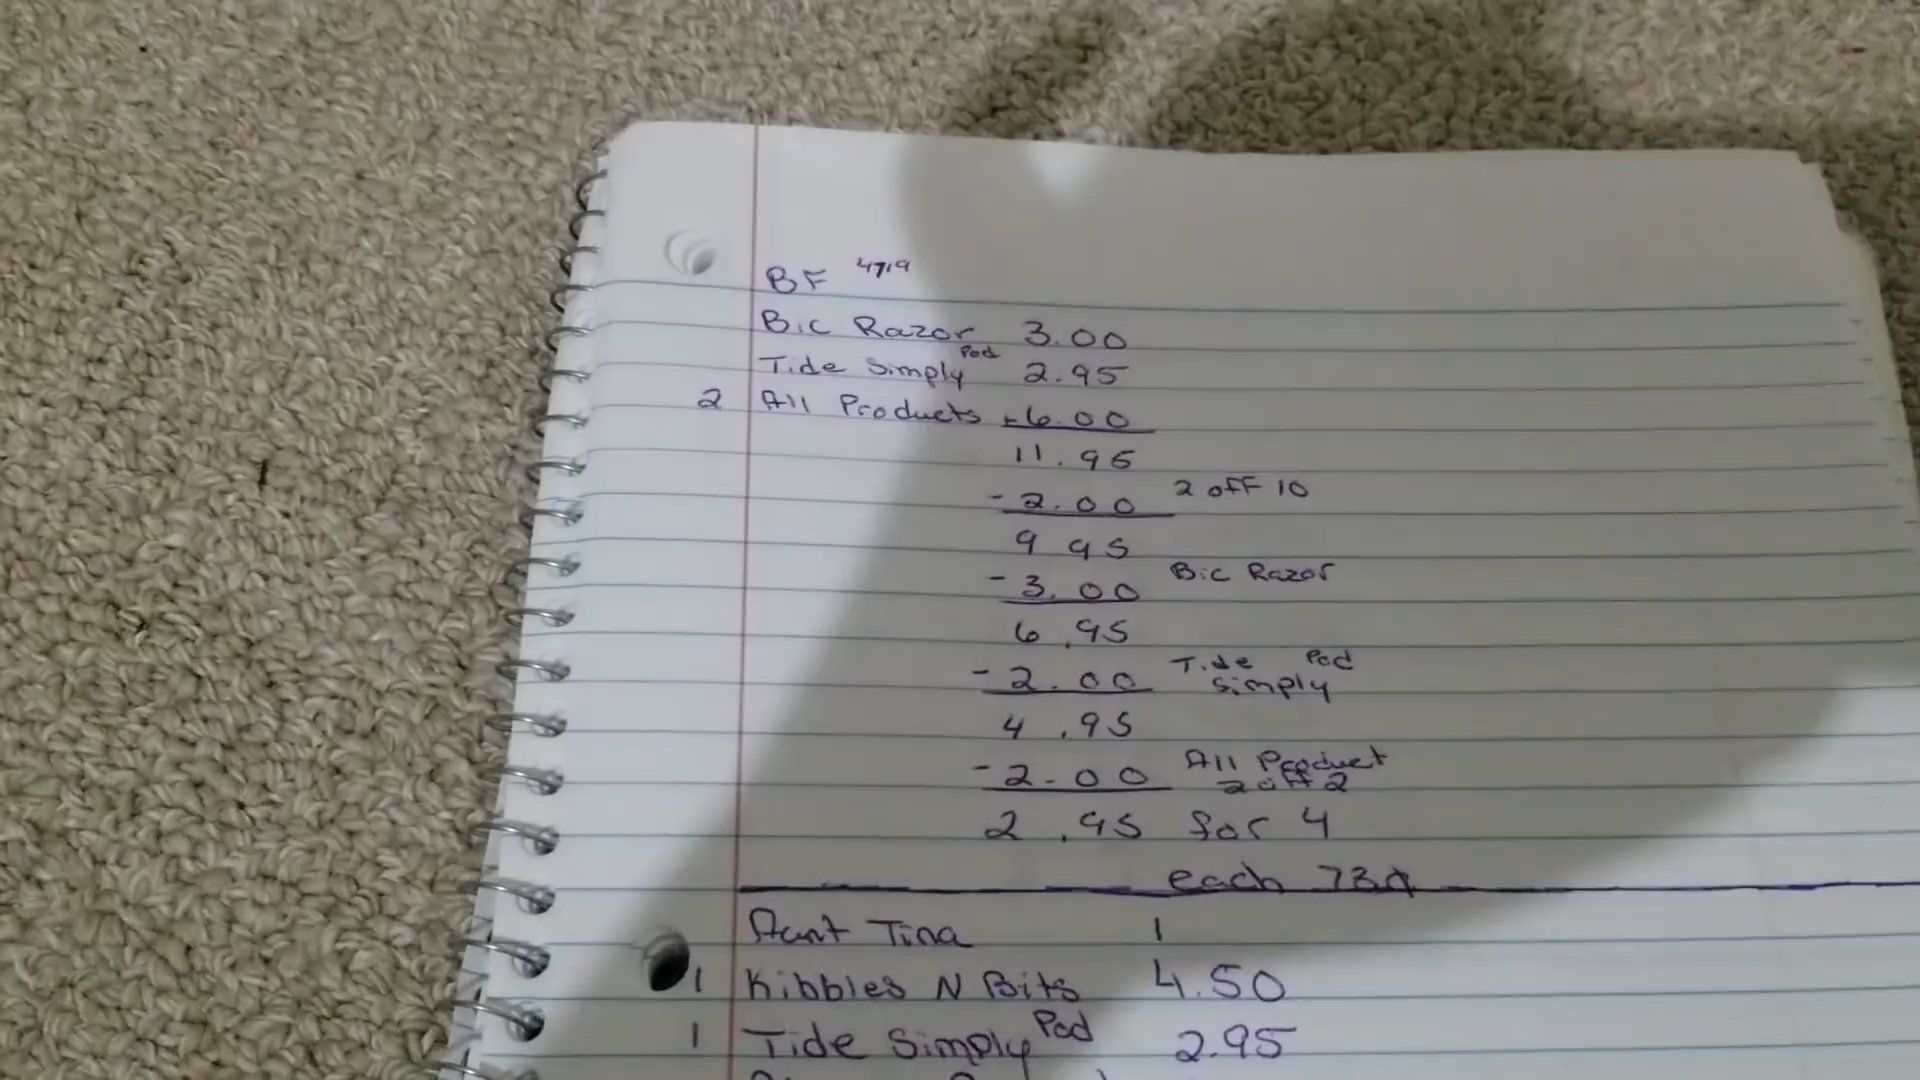 BF 4719
Bic Razor 3.00
Tide Simply Pod 2.95
2 All Products +6.00
11.95
-2.00 2 off 10
9 95
-3.00 Bic Razor
6.95
-2.00 Tide Simply Pod
4.95
-2.00 All Product 2 off 2
2.95 for 4
each 73¢
Aunt Tina 1
1 Kibbles N Bits 4.50
1 Tide Simply Pod 2.95